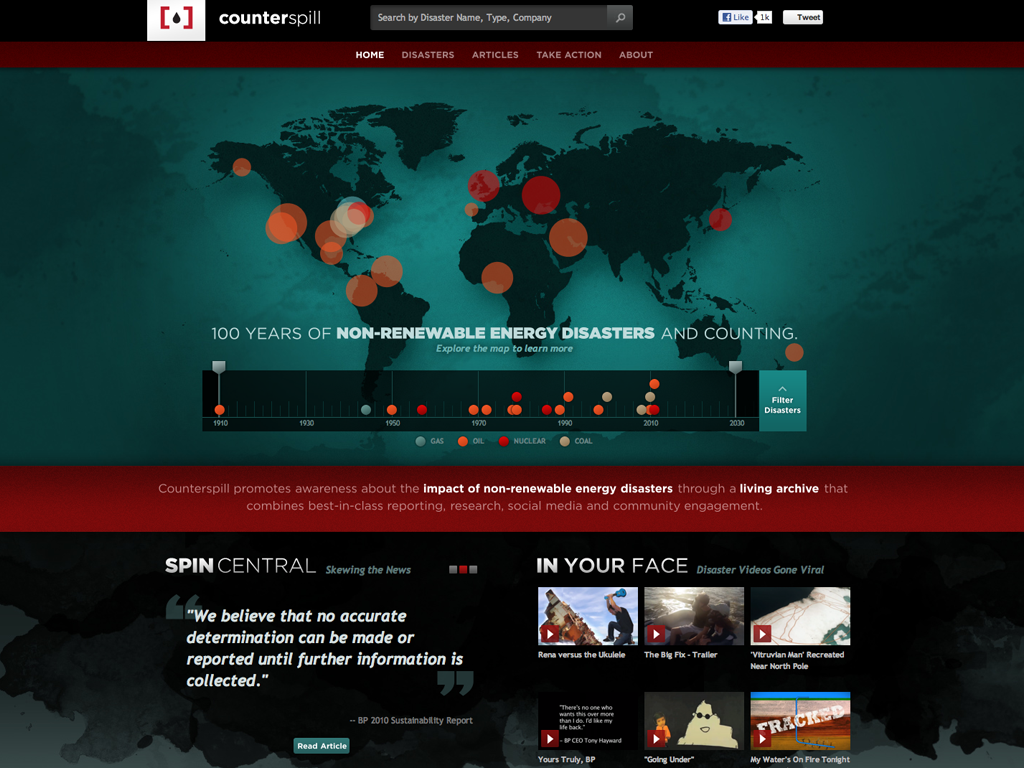 counterspill
Search by Disaster Name, Type, Company
Like
1k
Tweet
HOME
DISASTERS
ARTICLES
TAKE ACTION
ABOUT
100 YEARS OF NON-RENEWABLE ENERGY DISASTERS AND COUNTING.
Explore the map to learn more
1910
1930
1950
1970
1990
2010
2030
Filter
Disasters
GAS
OIL
NUCLEAR
COAL
Counterspill promotes awareness about the impact of non-renewable energy disasters through a living archive that
combines best-in-class reporting, research, social media and community engagement.
SPIN CENTRAL Skewing the News
"We believe that no accurate
determination can be made or
reported until further information is
collected."
-- BP 2010 Sustainability Report
Read Article
IN YOUR FACE Disaster Videos Gone Viral
Rena versus the Ukulele
The Big Fix - Trailer
'Vitruvian Man' Recreated
Near North Pole
"There's no one who
wants this over more
than I do. I'd like my
life back."
- BP CEO Tony Hayward
FRACKED
Yours Truly, BP
"Going Under"
My Water's On Fire Tonight